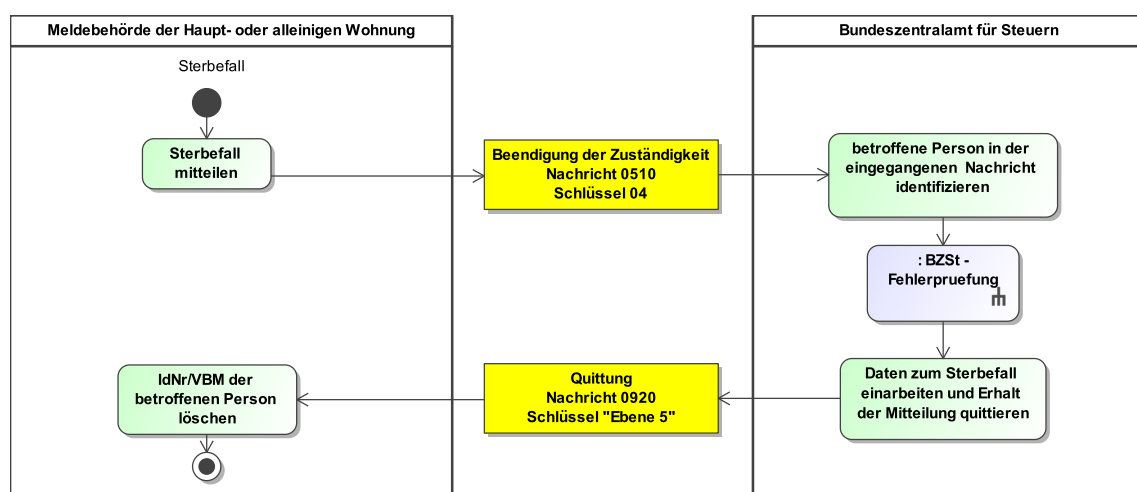 Meldebehörde der Haupt- oder alleinigen Wohnung
Bundeszentralamt für Steuern
Sterbefall
Sterbefall
mitteilen
Beendigung der Zuständigkeit
Nachricht 0510
Schlüssel 04
betroffene Person in der
eingegangenen Nachricht
identifizieren
: BZSt -
Fehlerpruefung
Daten zum Sterbefall
einarbeiten und Erhalt
der Mitteilung quittieren
Quittung
Nachricht 0920
Schlüssel "Ebene 5"
IdNr/VBM der
betroffenen Person
löschen